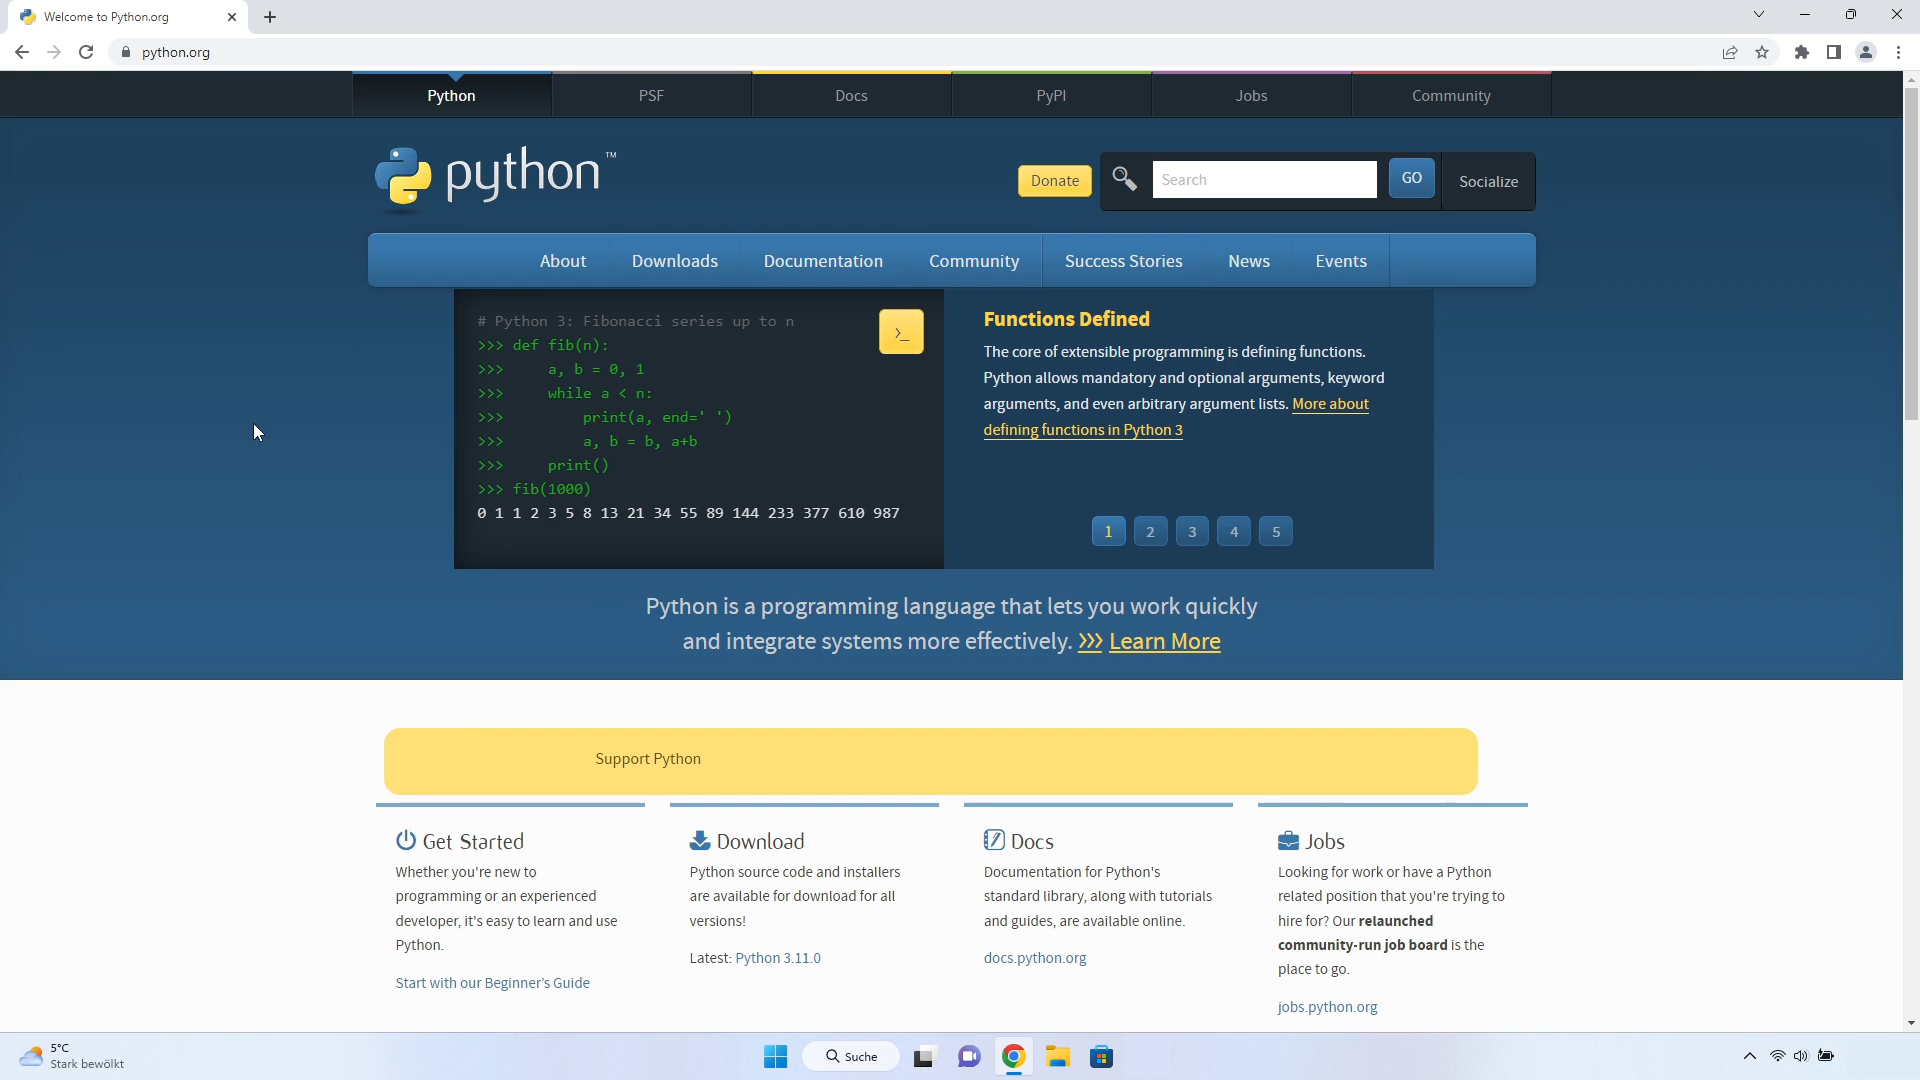 Welcome to Python.org
python.org
Python
PSF
Docs
PyPI
Jobs
Community
python™
Donate
Search
GO
Socialize
About
Downloads
Documentation
Community
Success Stories
News
Events
# Python 3: Fibonacci series up to n
>>> def fib(n):
>>>     a, b = 0, 1
>>>     while a < n:
>>>         print(a, end=' ')
>>>         a, b = b, a+b
>>>     print()
>>> fib(1000)
0 1 1 2 3 5 8 13 21 34 55 89 144 233 377 610 987
>_
Functions Defined
The core of extensible programming is defining functions.
Python allows mandatory and optional arguments, keyword
arguments, and even arbitrary argument lists. More about
defining functions in Python 3
1
2
3
4
5
Python is a programming language that lets you work quickly
and integrate systems more effectively. >>> Learn More
Support Python
Get Started
Whether you're new to
programming or an experienced
developer, it's easy to learn and use
Python.
Start with our Beginner’s Guide
Download
Python source code and installers
are available for download for all
versions!
Latest: Python 3.11.0
Docs
Documentation for Python's
standard library, along with tutorials
and guides, are available online.
docs.python.org
Jobs
Looking for work or have a Python
related position that you're trying to
hire for? Our relaunched
community-run job board is the
place to go.
jobs.python.org
5°C
Stark bewölkt
Suche